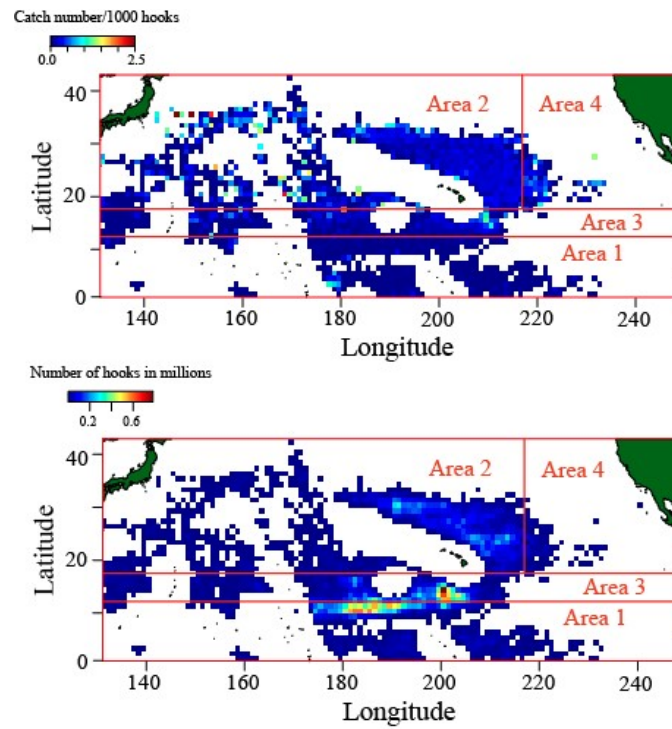 Catch number/1000 hooks
0.0 2.5
40
20
0
Latitude
Area 2
Area 4
Area 3
Area 1
140 160 180 200 220 240
Longitude
Number of hooks in millions
0.2 0.6
40
20
0
Latitude
Area 2
Area 4
Area 3
Area 1
140 160 180 200 220 240
Longitude